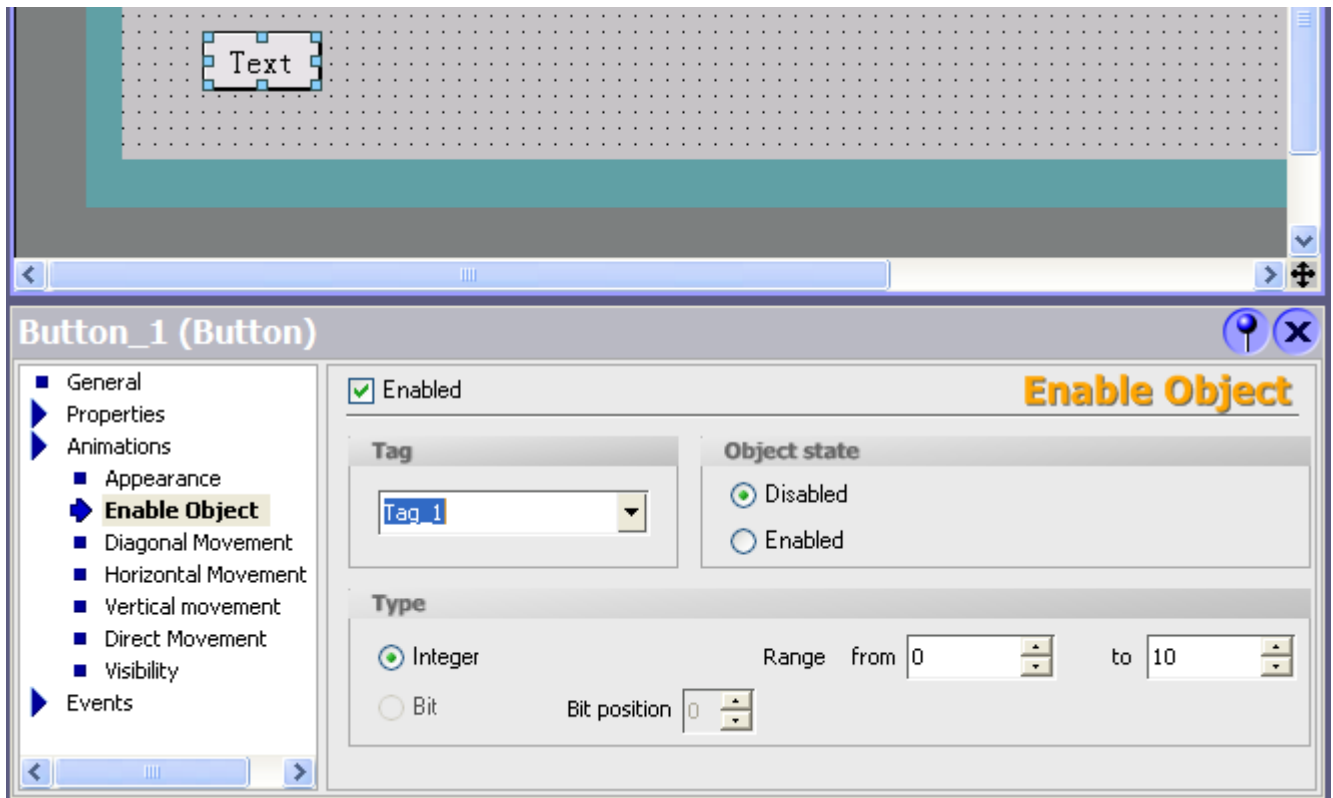 Text
Button_1 (Button)
General
Properties
Animations
Appearance
Enable Object
Diagonal Movement
Horizontal Movement
Vertical movement
Direct Movement
Visibility
Events
Enabled
Enable Object
Tag
Tag_1
Object state
Disabled
Enabled
Type
Integer
Range from 0 to 10
Bit
Bit position 0